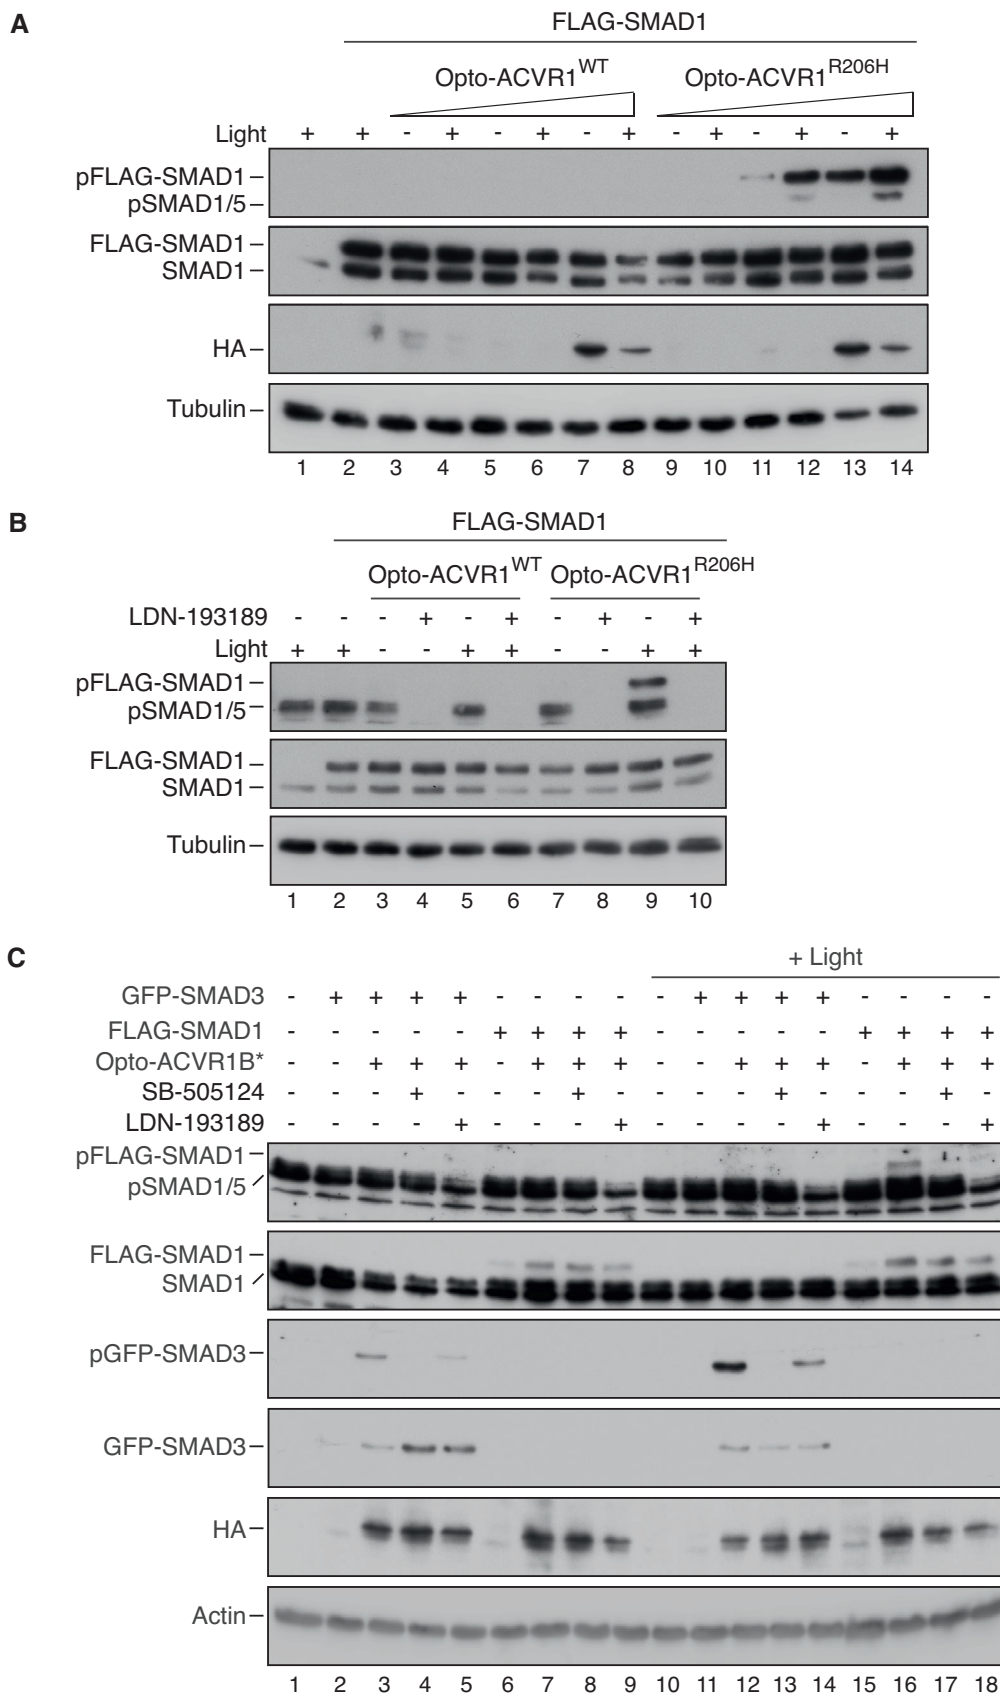 A
FLAG-SMAD1
Opto-ACVR1WT Opto-ACVR1R206H
Light + + - + - + - + - + - + - +
pFLAG-SMAD1
pSMAD1/5
FLAG-SMAD1
SMAD1
HA
Tubulin
1 2 3 4 5 6 7 8 9 10 11 12 13 14
B
FLAG-SMAD1
Opto-ACVR1WT Opto-ACVR1R206H
LDN-193189 - - - + - + - + - +
Light + + - - + + - - + +
pFLAG-SMAD1
pSMAD1/5
FLAG-SMAD1
SMAD1
Tubulin
1 2 3 4 5 6 7 8 9 10
C
+ Light
GFP-SMAD3 - + + + + - - - - - + + + + - - - -
FLAG-SMAD1 - - - - - + + + + - - - - - + + + +
Opto-ACVR1B* - - + + + - + + + - - + + + - + + +
SB-505124 - - - + - - - + - - - - + - - - + -
LDN-193189 - - - - + - - - + - - - - + - - - +
pFLAG-SMAD1
pSMAD1/5
FLAG-SMAD1
SMAD1
pGFP-SMAD3
GFP-SMAD3
HA
Actin
1 2 3 4 5 6 7 8 9 10 11 12 13 14 15 16 17 18